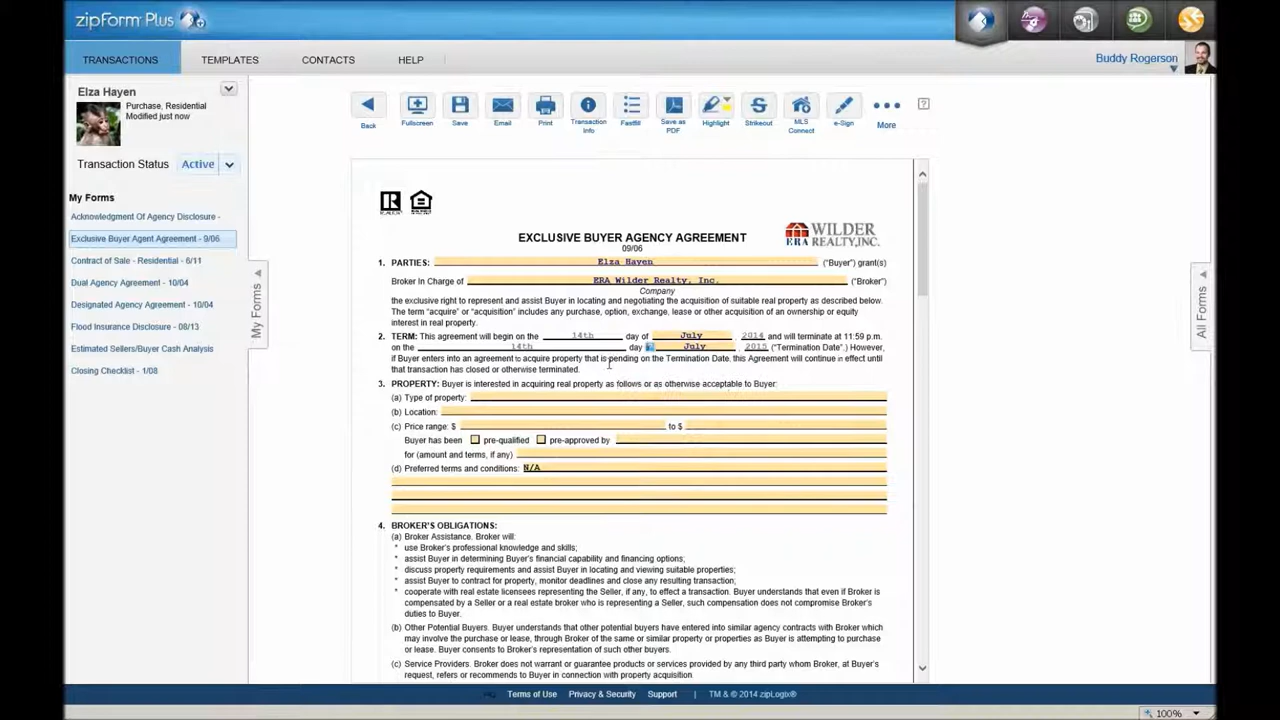 zipForm Plus
TRANSACTIONS
TEMPLATES
CONTACTS
HELP
Buddy Rogerson
Elza Hayen
Purchase, Residential
Modified just now
Transaction Status
Active
My Forms
Acknowledgment Of Agency Disclosure -
Exclusive Buyer Agent Agreement - 9/06
Contract of Sale - Residential - 6/11
Dual Agency Agreement - 10/04
Designated Agency Agreement - 10/04
Flood Insurance Disclosure - 08/13
Estimated Sellers/Buyer Cash Analysis
Closing Checklist - 1/08
My Forms
Back
Fullscreen
Save
Email
Print
Transaction Info
Fastfill
Save as PDF
Highlight
Strikeout
MLS Connect
e-Sign
More
?
All Forms
WILDER
ERA REALTY, INC.
EXCLUSIVE BUYER AGENCY AGREEMENT
09/06
1. PARTIES: Elza Hayen ("Buyer") grant(s)
Broker In Charge of ERA Wilder Realty, Inc. ("Broker")
Company
the exclusive right to represent and assist Buyer in locating and negotiating the acquisition of suitable real property as described below.
The term "acquire" or "acquisition" includes any purchase, option, exchange, lease or other acquisition of an ownership or equity
interest in real property.
2. TERM: This agreement will begin on the 14th day of July , 2014 and will terminate at 11:59 p.m.
on the 14th day July , 2015 ("Termination Date".) However,
if Buyer enters into an agreement to acquire property that is pending on the Termination Date, this Agreement will continue in effect until
that transaction has closed or otherwise terminated.
3. PROPERTY: Buyer is interested in acquiring real property as follows or as otherwise acceptable to Buyer:
(a) Type of property:
(b) Location:
(c) Price range: $ to $
Buyer has been pre-qualified pre-approved by
for (amount and terms, if any)
(d) Preferred terms and conditions: N/A
4. BROKER'S OBLIGATIONS:
(a) Broker Assistance. Broker will:
* use Broker's professional knowledge and skills;
* assist Buyer in determining Buyer's financial capability and financing options;
* discuss property requirements and assist Buyer in locating and viewing suitable properties;
* assist Buyer to contract for property, monitor deadlines and close any resulting transaction;
* cooperate with real estate licensees representing the Seller, if any, to effect a transaction. Buyer understands that even if Broker is
compensated by a Seller or a real estate broker who is representing a Seller, such compensation does not compromise Broker's
duties to Buyer.
(b) Other Potential Buyers. Buyer understands that other potential buyers have entered into similar agency contracts with Broker which
may involve the purchase or lease, through Broker of the same or similar property or properties as Buyer is attempting to purchase
or lease. Buyer consents to Broker's representation of such other buyers.
(c) Service Providers. Broker does not warrant or guarantee products or services provided by any third party whom Broker, at Buyer's
request, refers or recommends to Buyer in connection with property acquisition
Terms of Use
Privacy & Security
Support
|
TM & © 2014 zipLogix®
100%